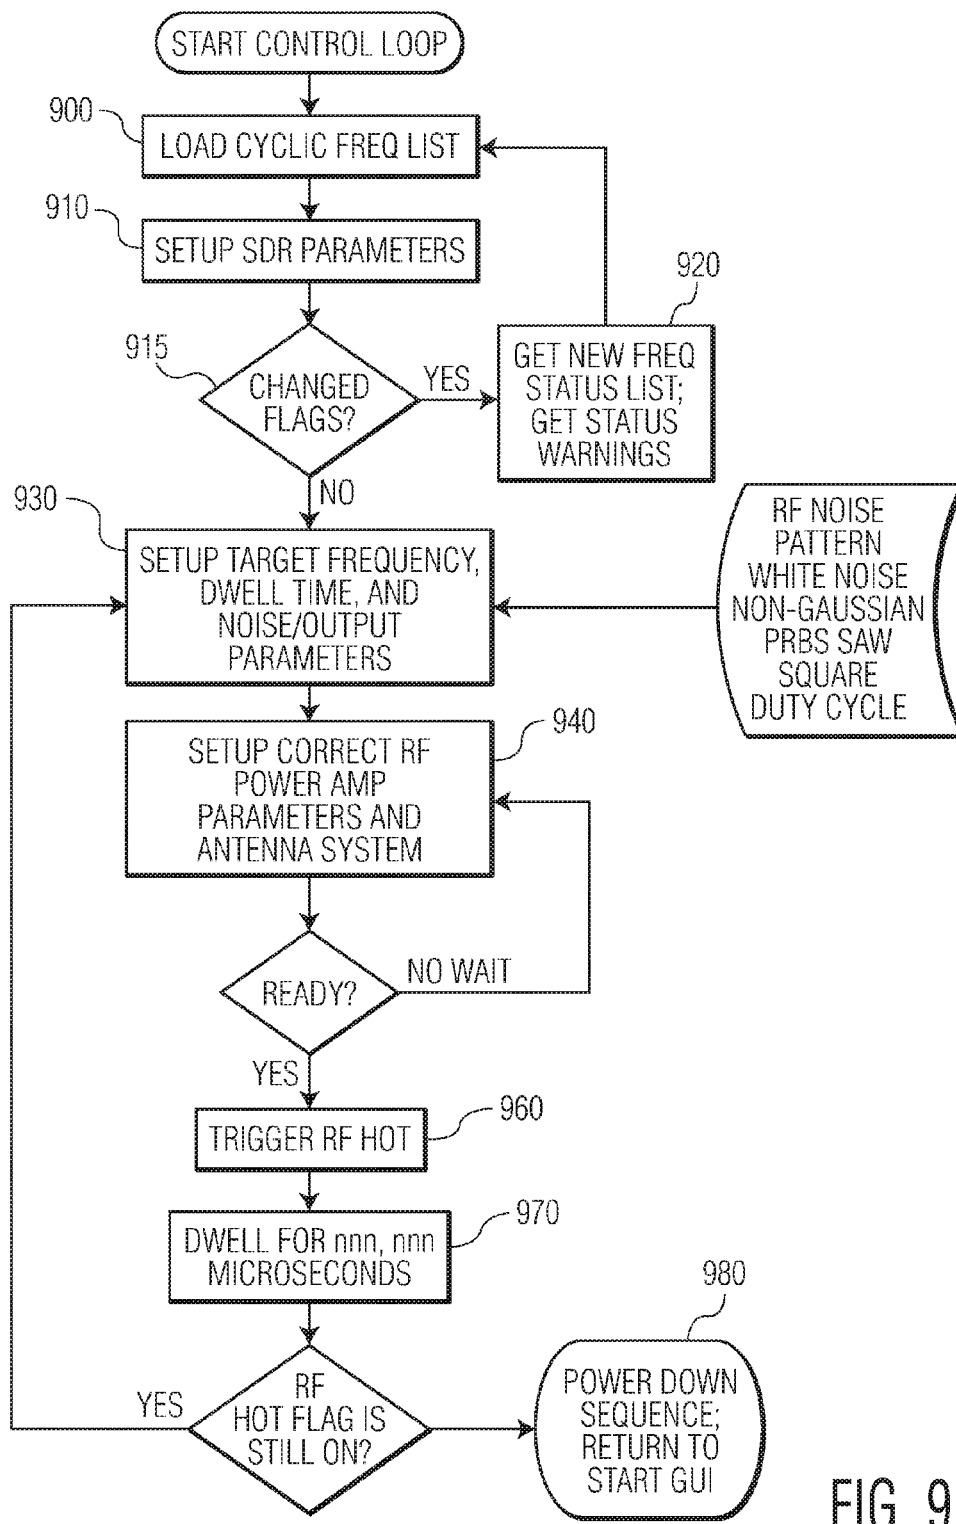 START CONTROL LOOP
900
LOAD CYCLIC FREQ LIST
910
SETUP SDR PARAMETERS
920
915
CHANGED
FLAGS?
YES
GET NEW FREQ
STATUS LIST;
GET STATUS
WARNINGS
NO
930
SETUP TARGET FREQUENCY,
DWELL TIME, AND
NOISE/OUTPUT
PARAMETERS
RF NOISE
PATTERN
WHITE NOISE
NON-GAUSSIAN
PRBS SAW
SQUARE
DUTY CYCLE
940
SETUP CORRECT RF
POWER AMP
PARAMETERS AND
ANTENNA SYSTEM
READY?
NO WAIT
YES
960
TRIGGER RF HOT
970
DWELL FOR nnn, nnn
MICROSECONDS
980
YES
RF
HOT FLAG IS
STILL ON?
POWER DOWN
SEQUENCE;
RETURN TO
START GUI
FIG. 9